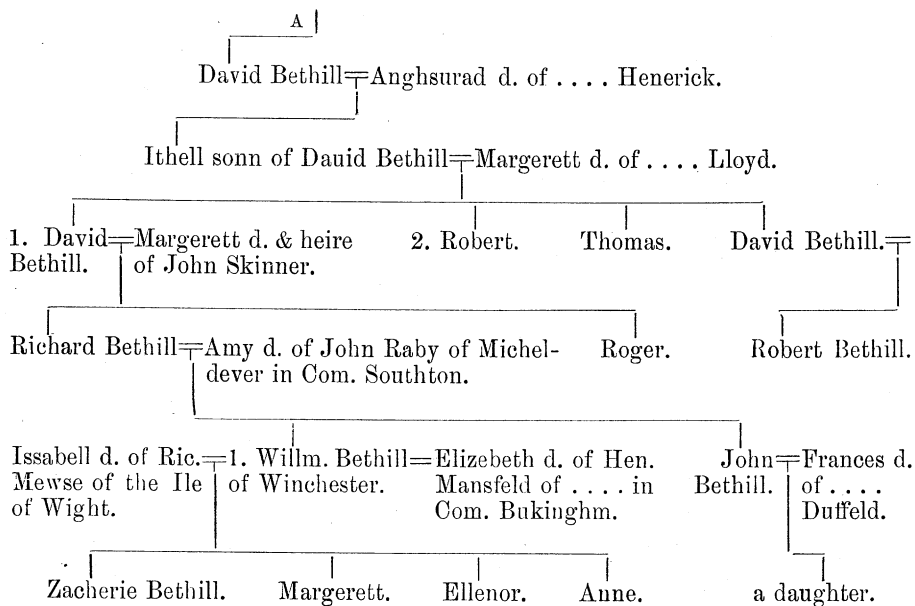 A
David Bethill=Anghsurad d. of .... Henerick.
Ithell sonn of Dauid Bethill=Margerett d. of .... Lloyd.
1. David=Margerett d. & heire 2. Robert. Thomas. David Bethill.=
Bethill. of John Skinner.
Richard Bethill=Amy d. of John Raby of Michel- Roger. Robert Bethill.
dever in Com. Southton.
Issabell d. of Ric.=1. Willm. Bethill=Elizebeth d. of Hen. John=Frances d.
Mewse of the Ile of Winchester. Mansfeld of .... in Bethill. of ....
of Wight. Com. Bukinghm. Duffeld.
Zacherie Bethill. Margerett. Ellenor. Anne. a daughter.